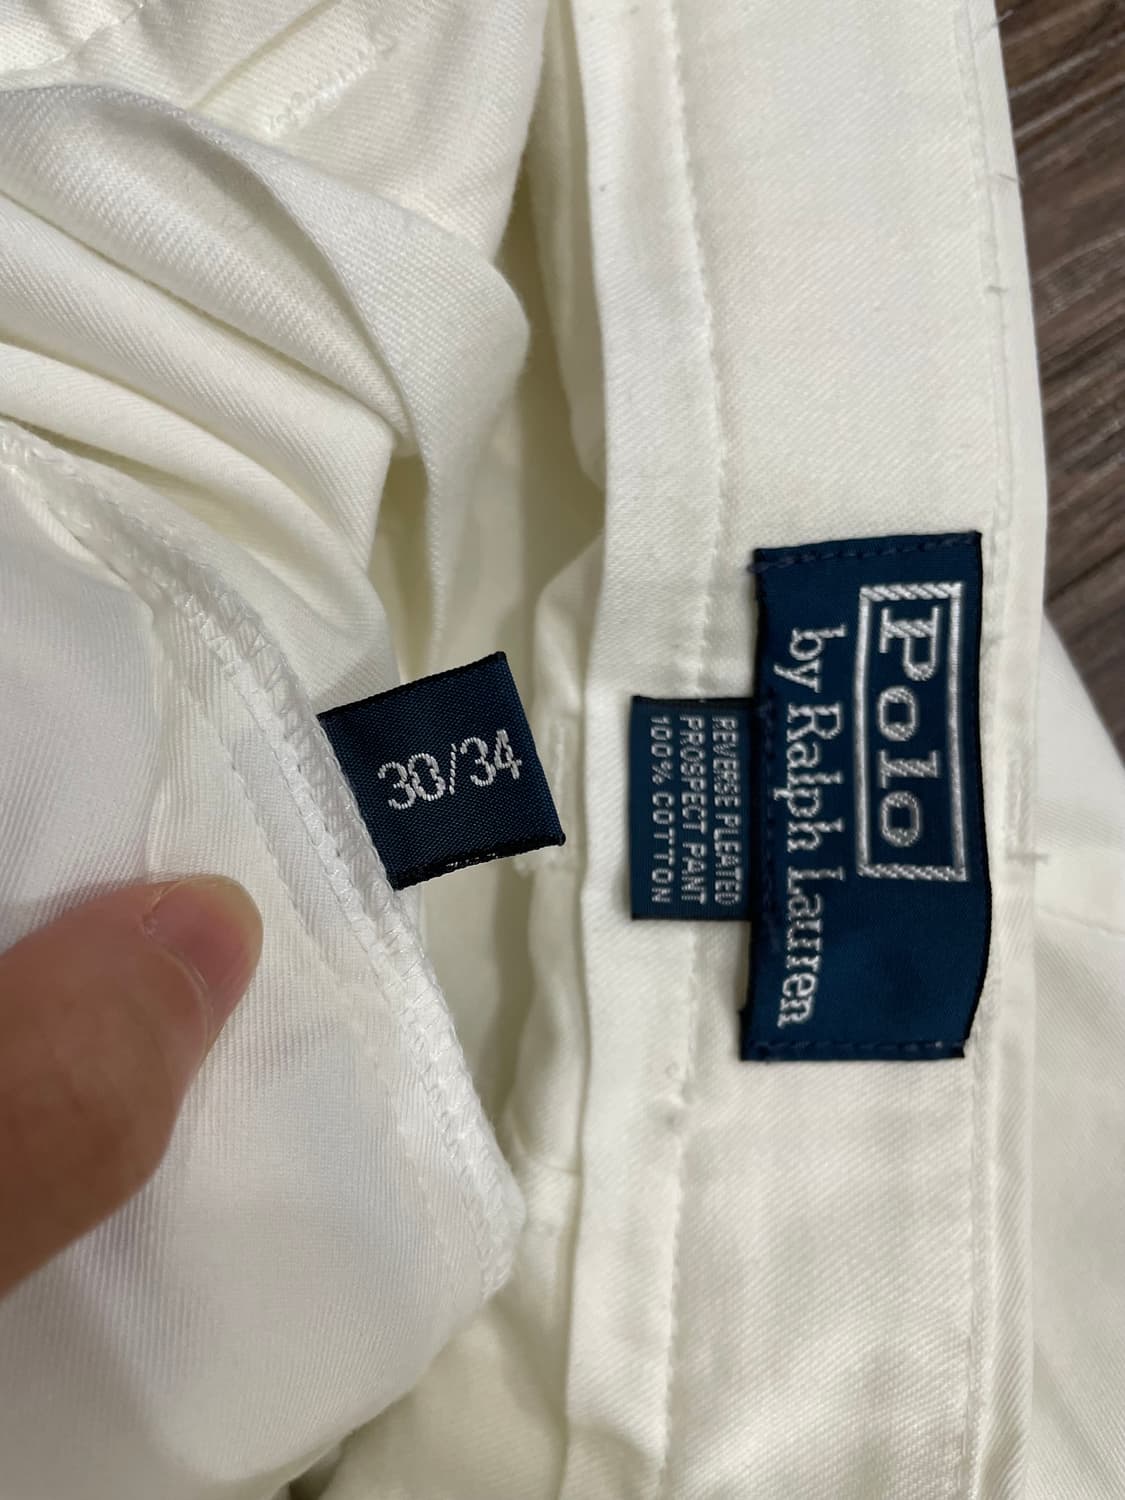 Polo
by Ralph Lauren
REVERSE PLEATED
PROSPECT PANT
100% COTTON
30/34